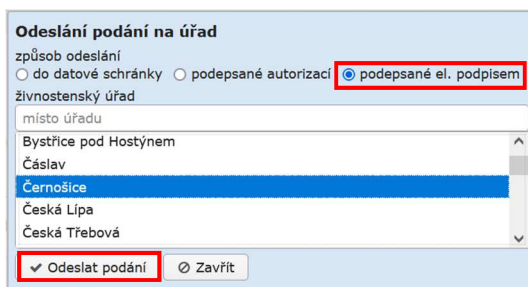 Odeslání podání na úřad
způsob odeslání
do datové schránky podepsané autorizací podepsané el. podpisem
živnostenský úřad
místo úřadu
Bystřice pod Hostýnem
Čáslav
Černošice
Česká Lípa
Česká Třebová
Odeslat podání Zavřít